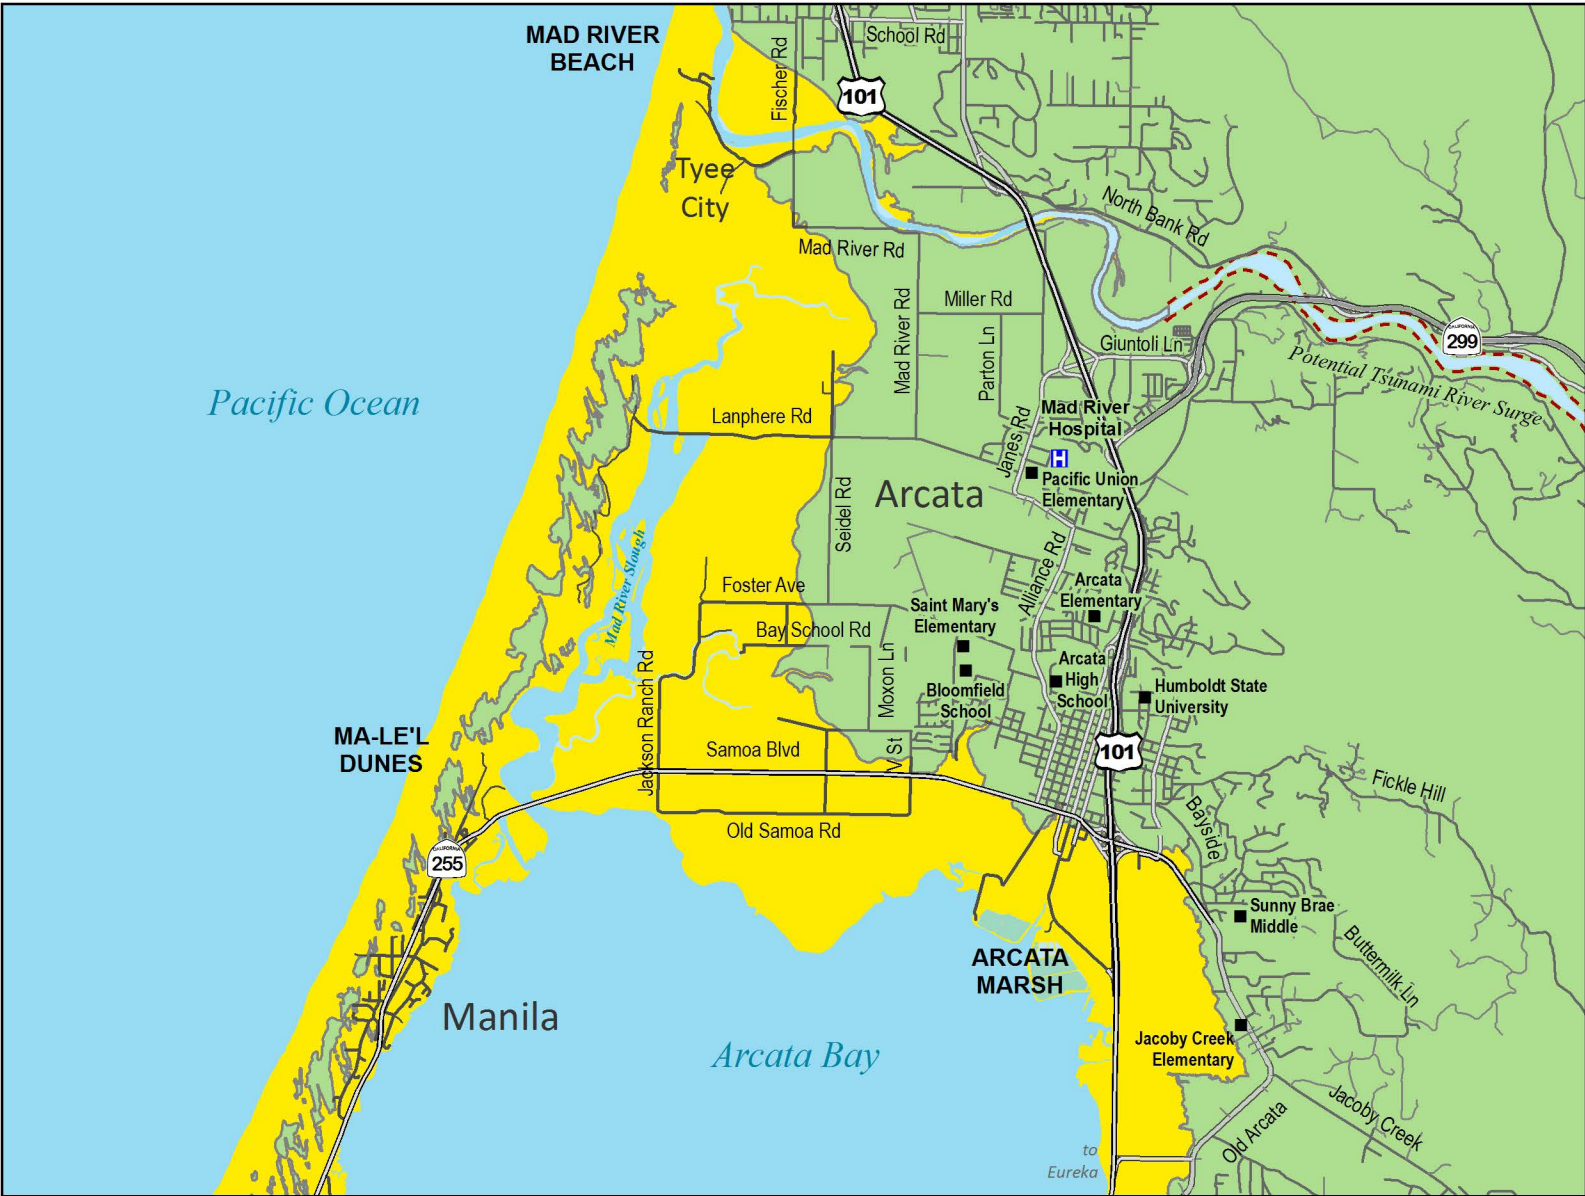 MAD RIVER
BEACH
School Rd
Fischer Rd
101
Tyee
City
North Bank Rd
Mad River Rd
Miller Rd
Mad River Rd
Parton Ln
Giuntoli Ln
CALIFORNIA
299
Potential Tsunami River Surge
Pacific Ocean
Lanphere Rd
Janes Rd
Mad River
Hospital
H
Pacific Union
Elementary
Arcata
Seidel Rd
Mad River Slough
Alliance Rd
Foster Ave
Arcata
Elementary
Saint Mary's
Elementary
Bay School Rd
Moxon Ln
Bloomfield
School
Arcata
High
School
Humboldt State
University
Jackson Ranch Rd
MA-LE'L
DUNES
Samoa Blvd
V St
101
Fickle Hill
Bayside
Old Samoa Rd
CALIFORNIA
255
Sunny Brae
Middle
Buttermilk Ln
ARCATA
MARSH
Manila
Arcata Bay
Jacoby Creek
Elementary
Jacoby Creek
Old Arcata
to
Eureka